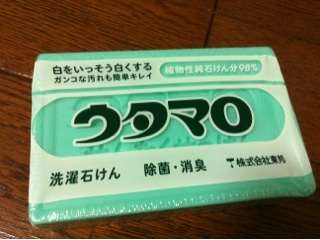 白をいっそう白くする
ガンコな汚れも簡単キレイ
純植物性石けん分98%
ウタマロ
洗濯石けん
除菌・消臭
株式会社東邦